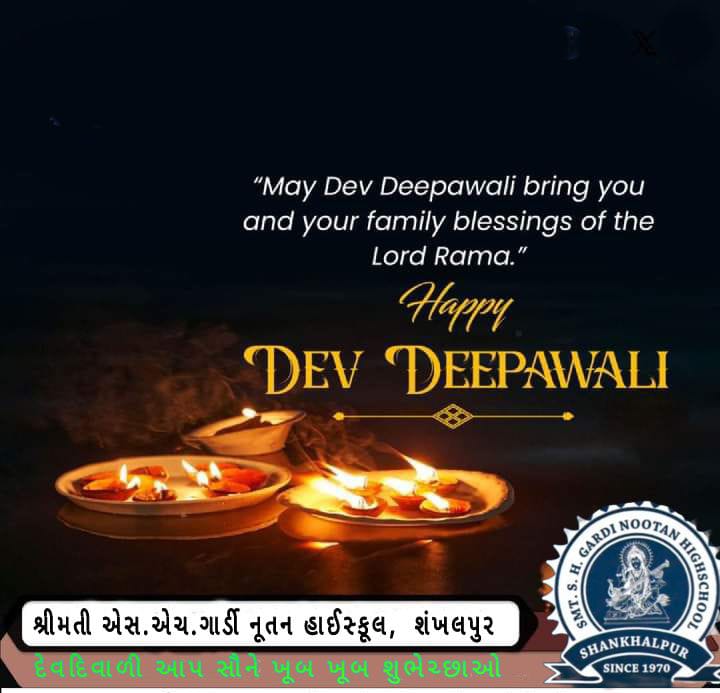 “May Dev Deepawali bring you
and your family blessings of the
Lord Rama.”
Happy
DEV DEEPAWALI
SMT. S. H. GARDI NOOTAN HIGHSCHOOL
SHANKHALPUR
SINCE 1970
શ્રીમતી એસ.એચ.ગાર્ડી નૂતન હાઈસ્કૂલ, શંખલપુર
દેવદિવાળી આપ સૌને ખૂબ ખૂબ શુભેચ્છાઓ